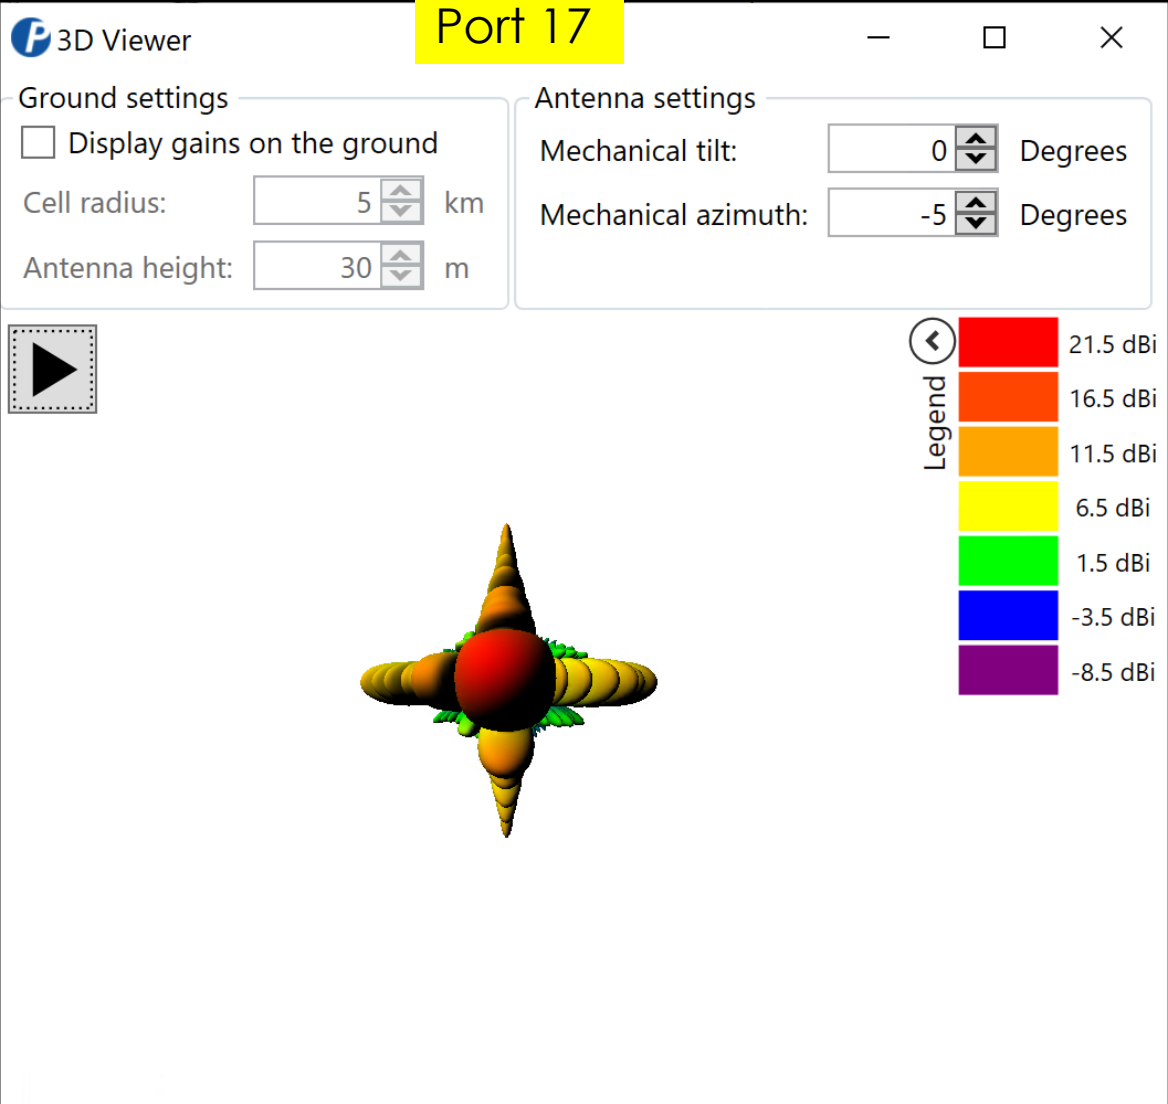 Port 17
3D Viewer
Ground settings
Display gains on the ground
Cell radius: 5 km
Antenna height: 30 m
Antenna settings
Mechanical tilt: 0 Degrees
Mechanical azimuth: -5 Degrees
Legend
21.5 dBi
16.5 dBi
11.5 dBi
6.5 dBi
1.5 dBi
-3.5 dBi
-8.5 dBi